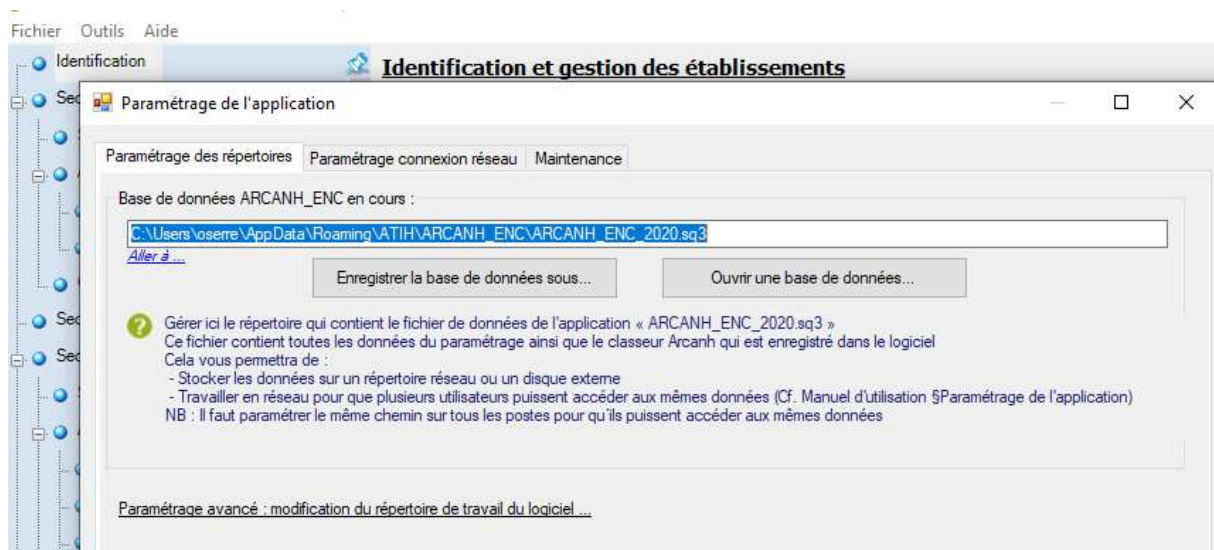 Fichier Outils Aide
Identification
Identification et gestion des établissements
Paramétrage de l'application
Paramétrage des répertoires Paramétrage connexion réseau Maintenance
Base de données ARCANH_ENC en cours :
C:\Users\oserre\AppData\Roaming\ATIH\ARCANH_ENC\ARCANH_ENC_2020.sq3
Aller à ...
Enregistrer la base de données sous... Ouvrir une base de données...
Gérer ici le répertoire qui contient le fichier de données de l'application « ARCANH_ENC_2020.sq3 »
Ce fichier contient toutes les données du paramétrage ainsi que le classeur Arcanh qui est enregistré dans le logiciel
Cela vous permettra de :
- Stocker les données sur un répertoire réseau ou un disque externe
- Travailler en réseau pour que plusieurs utilisateurs puissent accéder aux mêmes données (Cf. Manuel d'utilisation §Paramétrage de l'application)
NB : Il faut paramétrer le même chemin sur tous les postes pour qu'ils puissent accéder aux mêmes données
Paramétrage avancé : modification du répertoire de travail du logiciel ...